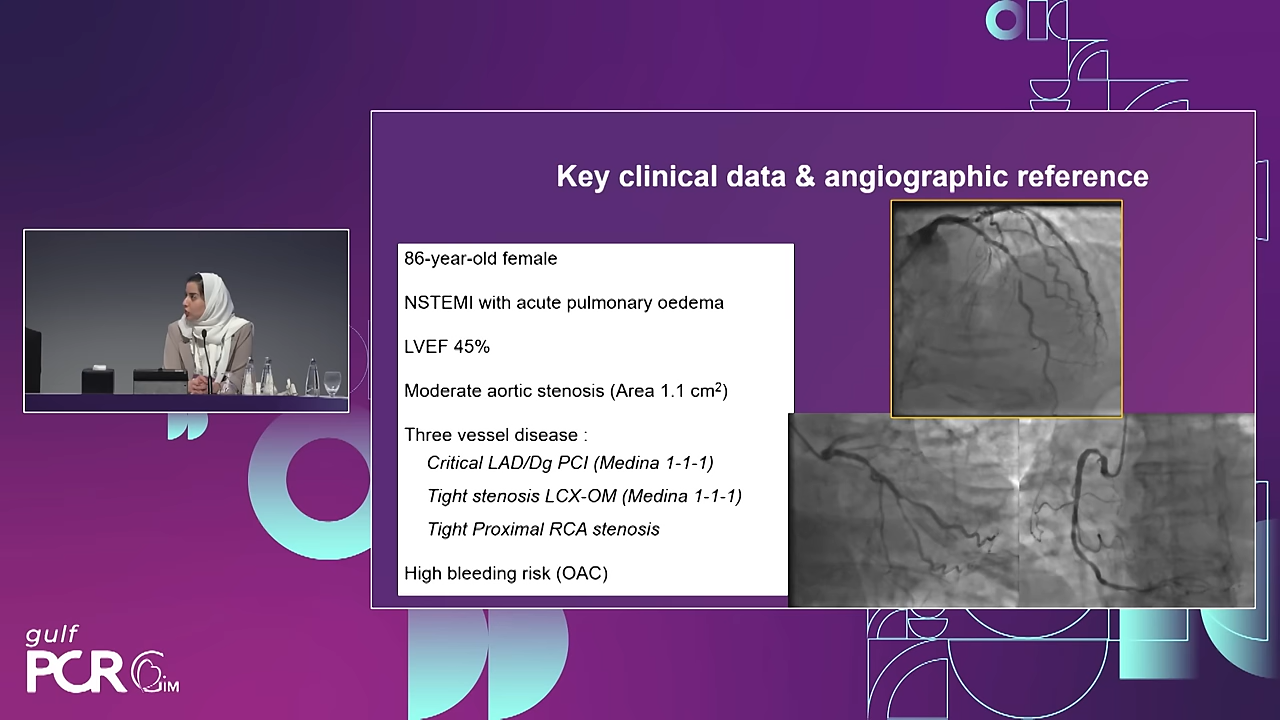 Key clinical data & angiographic reference
86-year-old female
NSTEMI with acute pulmonary oedema
LVEF 45%
Moderate aortic stenosis (Area 1.1 cm²)
Three vessel disease :
Critical LAD/Dg PCI (Medina 1-1-1)
Tight stenosis LCX-OM (Medina 1-1-1)
Tight Proximal RCA stenosis
High bleeding risk (OAC)
gulf
PCR GIM